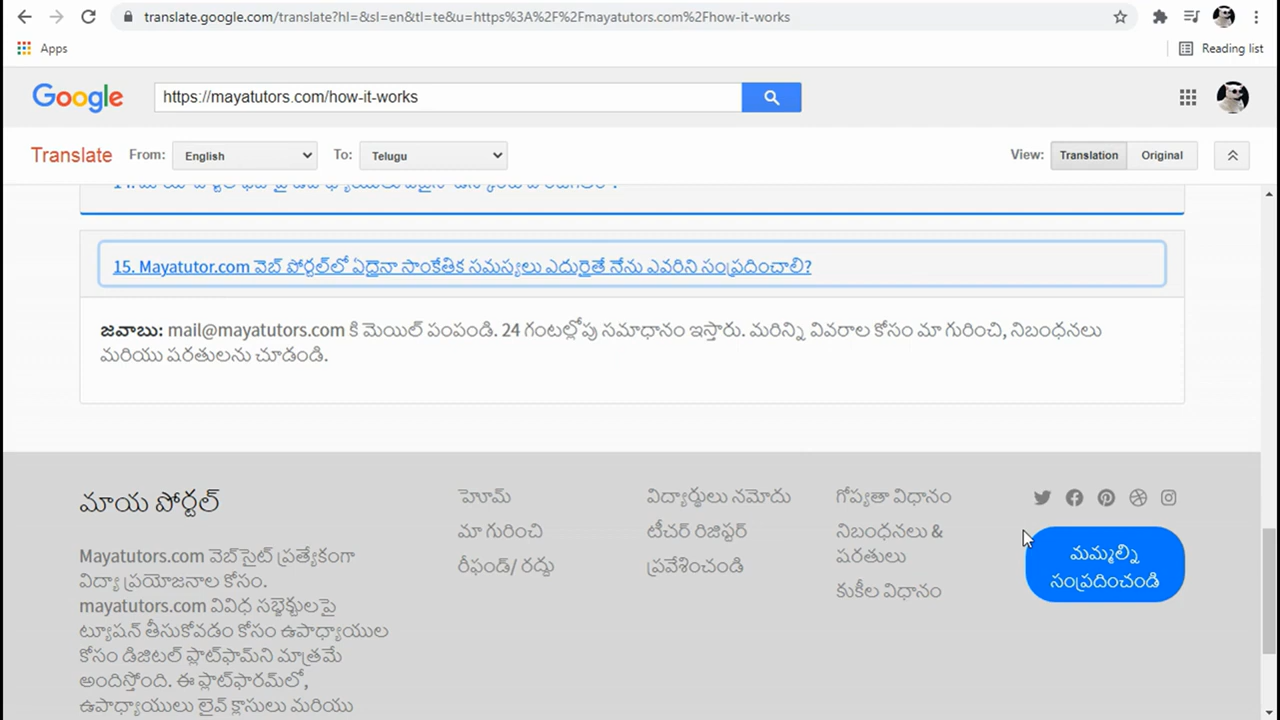 translate.google.com/translate?hl=&sl=en&tl=te&u=https%3A%2F%2Fmayatutors.com%2Fhow-it-works
Apps
Reading list
Google
https://mayatutors.com/how-it-works
Translate From: English To: Telugu View: Translation Original
15. Mayatutor.com వెబ్ పోర్టల్‌లో ఏదైనా సాంకేతిక సమస్యలు ఎదురైతే నేను ఎవరిని సంప్రదించాలి?
జవాబు: mail@mayatutors.com కి మెయిల్ పంపండి. 24 గంటల్లోపు సమాధానం ఇస్తారు. మరిన్ని వివరాల కోసం మా గురించి, నిబంధనలు
మరియు షరతులను చూడండి.
మాయ పోర్టల్
Mayatutors.com వెబ్‌సైట్ ప్రత్యేకంగా
విద్యా ప్రయోజనాల కోసం.
mayatutors.com వివిధ సబ్జెక్టులపై
ట్యూషన్ తీసుకోవడం కోసం ఉపాధ్యాయుల
కోసం డిజిటల్ ప్లాట్‌ఫామ్‌ని మాత్రమే
అందిస్తోంది. ఈ ప్లాట్‌ఫారమ్‌లో,
ఉపాధ్యాయులు లైవ్ క్లాసులు మరియు
హొమ్
మా గురించి
రీఫండ్/ రద్దు
విద్యార్థులు నమోదు
టీచర్ రిజిస్టర్
ప్రవేశించండి
గోప్యతా విధానం
నిబంధనలు &
షరతులు
కుకీల విధానం
మమ్మల్ని
సంప్రదించండి